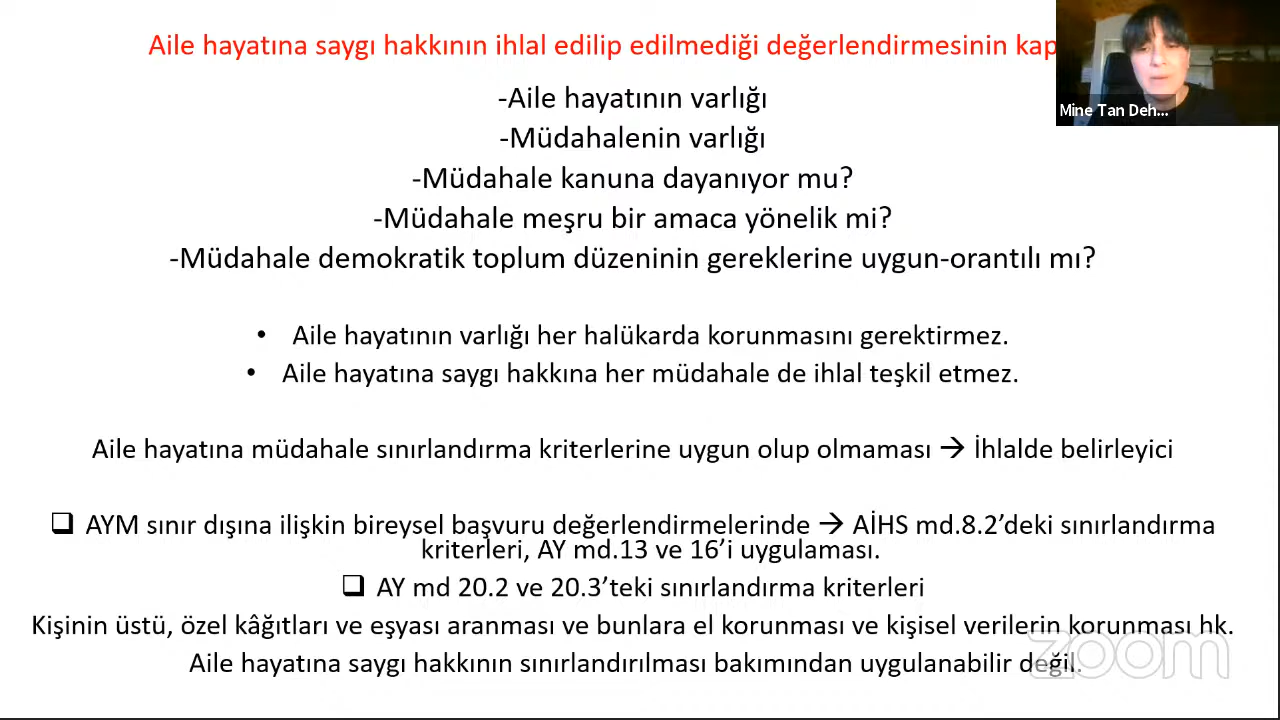 Aile hayatına saygı hakkının ihlal edilip edilmediği değerlendirmesinin kap
Mine Tan Deh...
-Aile hayatının varlığı
-Müdahalenin varlığı
-Müdahale kanuna dayanıyor mu?
-Müdahale meşru bir amaca yönelik mi?
-Müdahale demokratik toplum düzeninin gereklerine uygun-orantılı mı?
• Aile hayatının varlığı her halükarda korunmasını gerektirmez.
• Aile hayatına saygı hakkına her müdahale de ihlal teşkil etmez.
Aile hayatına müdahale sınırlandırma kriterlerine uygun olup olmaması → İhlalde belirleyici
❑ AYM sınır dışına ilişkin bireysel başvuru değerlendirmelerinde → AİHS md.8.2’deki sınırlandırma
kriterleri, AY md.13 ve 16’i uygulaması.
❑ AY md 20.2 ve 20.3’teki sınırlandırma kriterleri
Kişinin üstü, özel kâğıtları ve eşyası aranması ve bunlara el korunması ve kişisel verilerin korunması hk.
Aile hayatına saygı hakkının sınırlandırılması bakımından uygulanabilir değil.
zoom